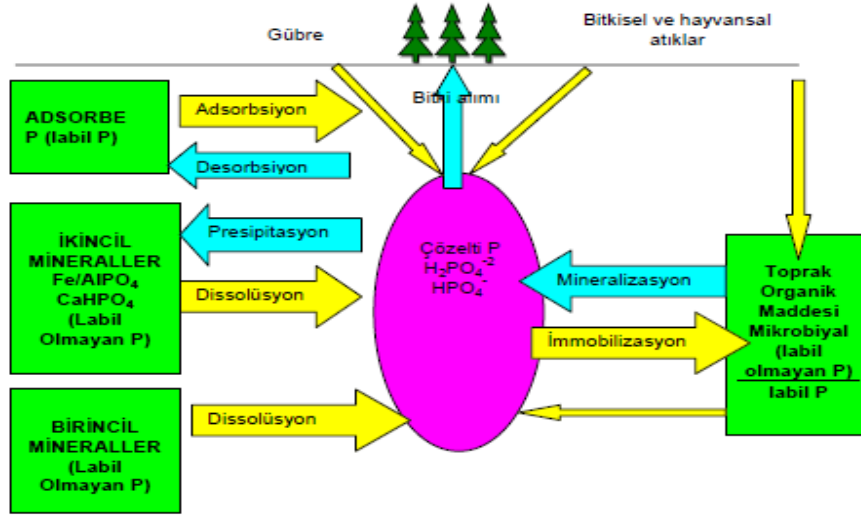 Gübre
Bitkisel ve hayvansal
atıklar
Bitki alımı
ADSORBE
P (labil P)
Adsorbsiyon
Desorbsiyon
İKİNCİL
MİNERALLER
Fe/AlPO₄
CaHPO₄
(Labil
Olmayan P)
Presipitasyon
Dissolüsyon
BİRİNCİL
MİNERALLER
(Labil
Olmayan P)
Dissolüsyon
Çözelti P
H₂PO₄⁻²
HPO₄⁻
Mineralizasyon
İmmobilizasyon
Toprak
Organik
Maddesi
Mikrobiyal
(labil
olmayan P)
labil P